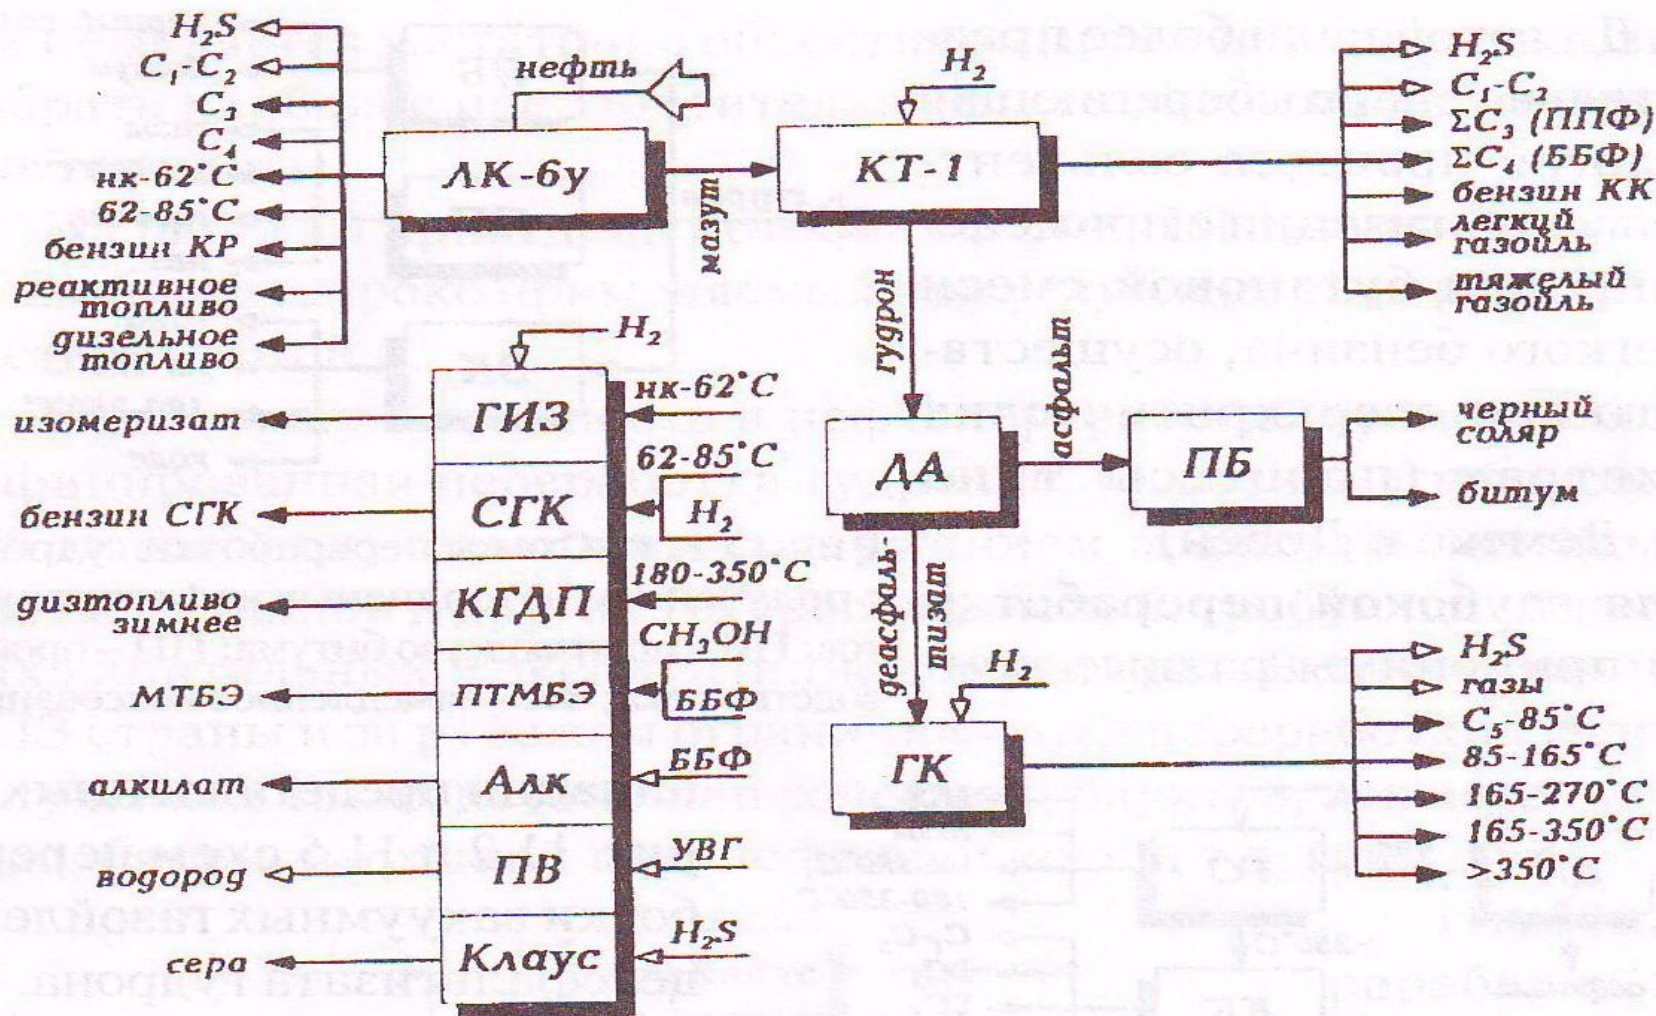 H₂S
C₁-C₂
C₃
C₄
нк-62°C
62-85°C
бензин КР
реактивное
топливо
дизельное
топливо
нефть
ЛК-6у
мазут
H₂
КТ-1
H₂S
C₁-C₂
ΣC₃ (ППФ)
ΣC₄ (ББФ)
бензин КК
легкий
газойль
тяжелый
газойль
гудрон
ДА
асфальт
ПБ
черный
соляр
битум
деасфаль-
тизат
H₂
ГК
H₂S
газы
C₅-85°C
85-165°C
165-270°C
165-350°C
>350°C
H₂
ГИЗ
нк-62°C
изомеризат
62-85°C
СГК
H₂
бензин СГК
180-350°C
КГДП
дизтопливо
зимнее
CH₃OH
ПТМБЭ
ББФ
МТБЭ
ББФ
Алк
алкилат
УВГ
ПВ
водород
H₂S
Клаус
сера